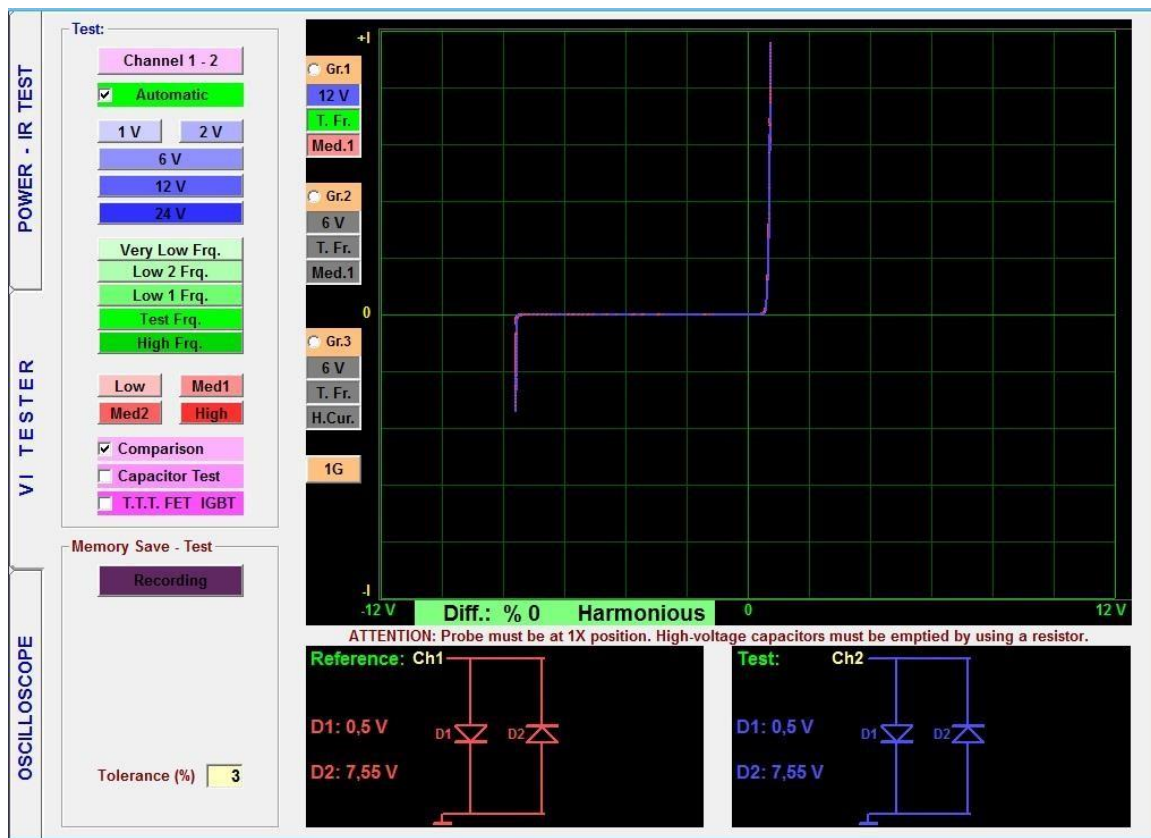 POWER - IR TEST
VI TESTER
OSCILLOSCOPE
Test:
Channel 1 - 2
Automatic
1 V
2 V
6 V
12 V
24 V
Very Low Frq.
Low 2 Frq.
Low 1 Frq.
Test Frq.
High Frq.
Low
Med1
Med2
High
Comparison
Capacitor Test
T.T.T. FET IGBT
Memory Save - Test
Recording
Tolerance (%) 3
Gr.1
12 V
T. Fr.
Med.1
Gr.2
6 V
T. Fr.
Med.1
Gr.3
6 V
T. Fr.
H.Cur.
1G
+I
0
-I
-12 V
Diff.: % 0 Harmonious
0
12 V
ATTENTION: Probe must be at 1X position. High-voltage capacitors must be emptied by using a resistor.
Reference: Ch1
D1: 0,5 V
D1
D2
D2: 7,55 V
Test: Ch2
D1: 0,5 V
D1
D2
D2: 7,55 V